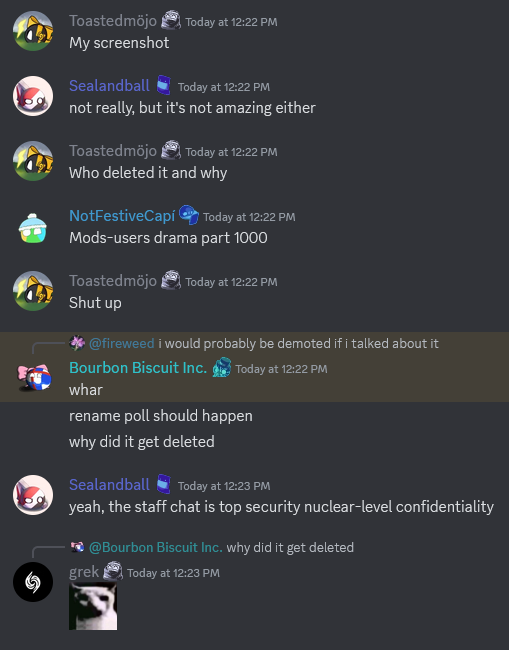 Toastedmöjo Today at 12:22 PM
My screenshot
Sealandball Today at 12:22 PM
not really, but it's not amazing either
Toastedmöjo Today at 12:22 PM
Who deleted it and why
NotFestiveCapí Today at 12:22 PM
Mods-users drama part 1000
Toastedmöjo Today at 12:22 PM
Shut up
@fireweed i would probably be demoted if i talked about it
Bourbon Biscuit Inc. Today at 12:22 PM
whar
rename poll should happen
why did it get deleted
Sealandball Today at 12:23 PM
yeah, the staff chat is top security nuclear-level confidentiality
@Bourbon Biscuit Inc. why did it get deleted
grek Today at 12:23 PM